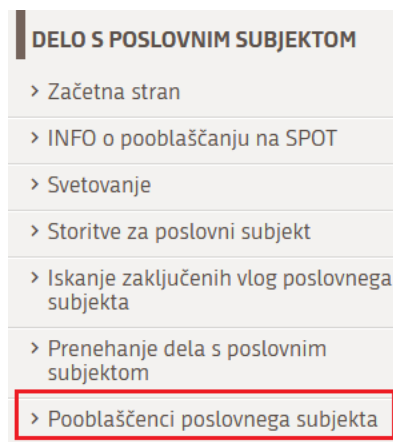 DELO S POSLOVNIM SUBJEKTOM
> Začetna stran
> INFO o pooblaščanju na SPOT
> Svetovanje
> Storitve za poslovni subjekt
> Iskanje zaključenih vlog poslovnega
subjekta
> Prenehanje dela s poslovnim
subjektom
> Pooblaščenci poslovnega subjekta